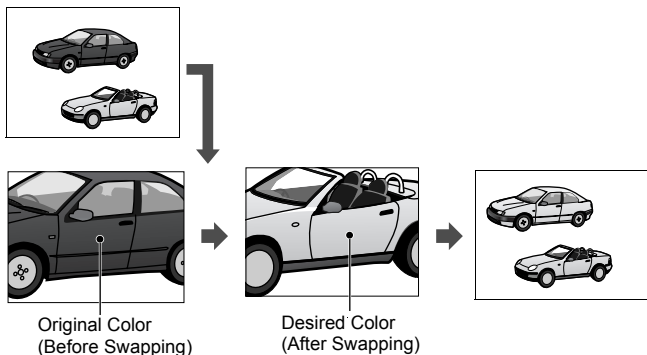 Original Color
(Before Swapping)
Desired Color
(After Swapping)